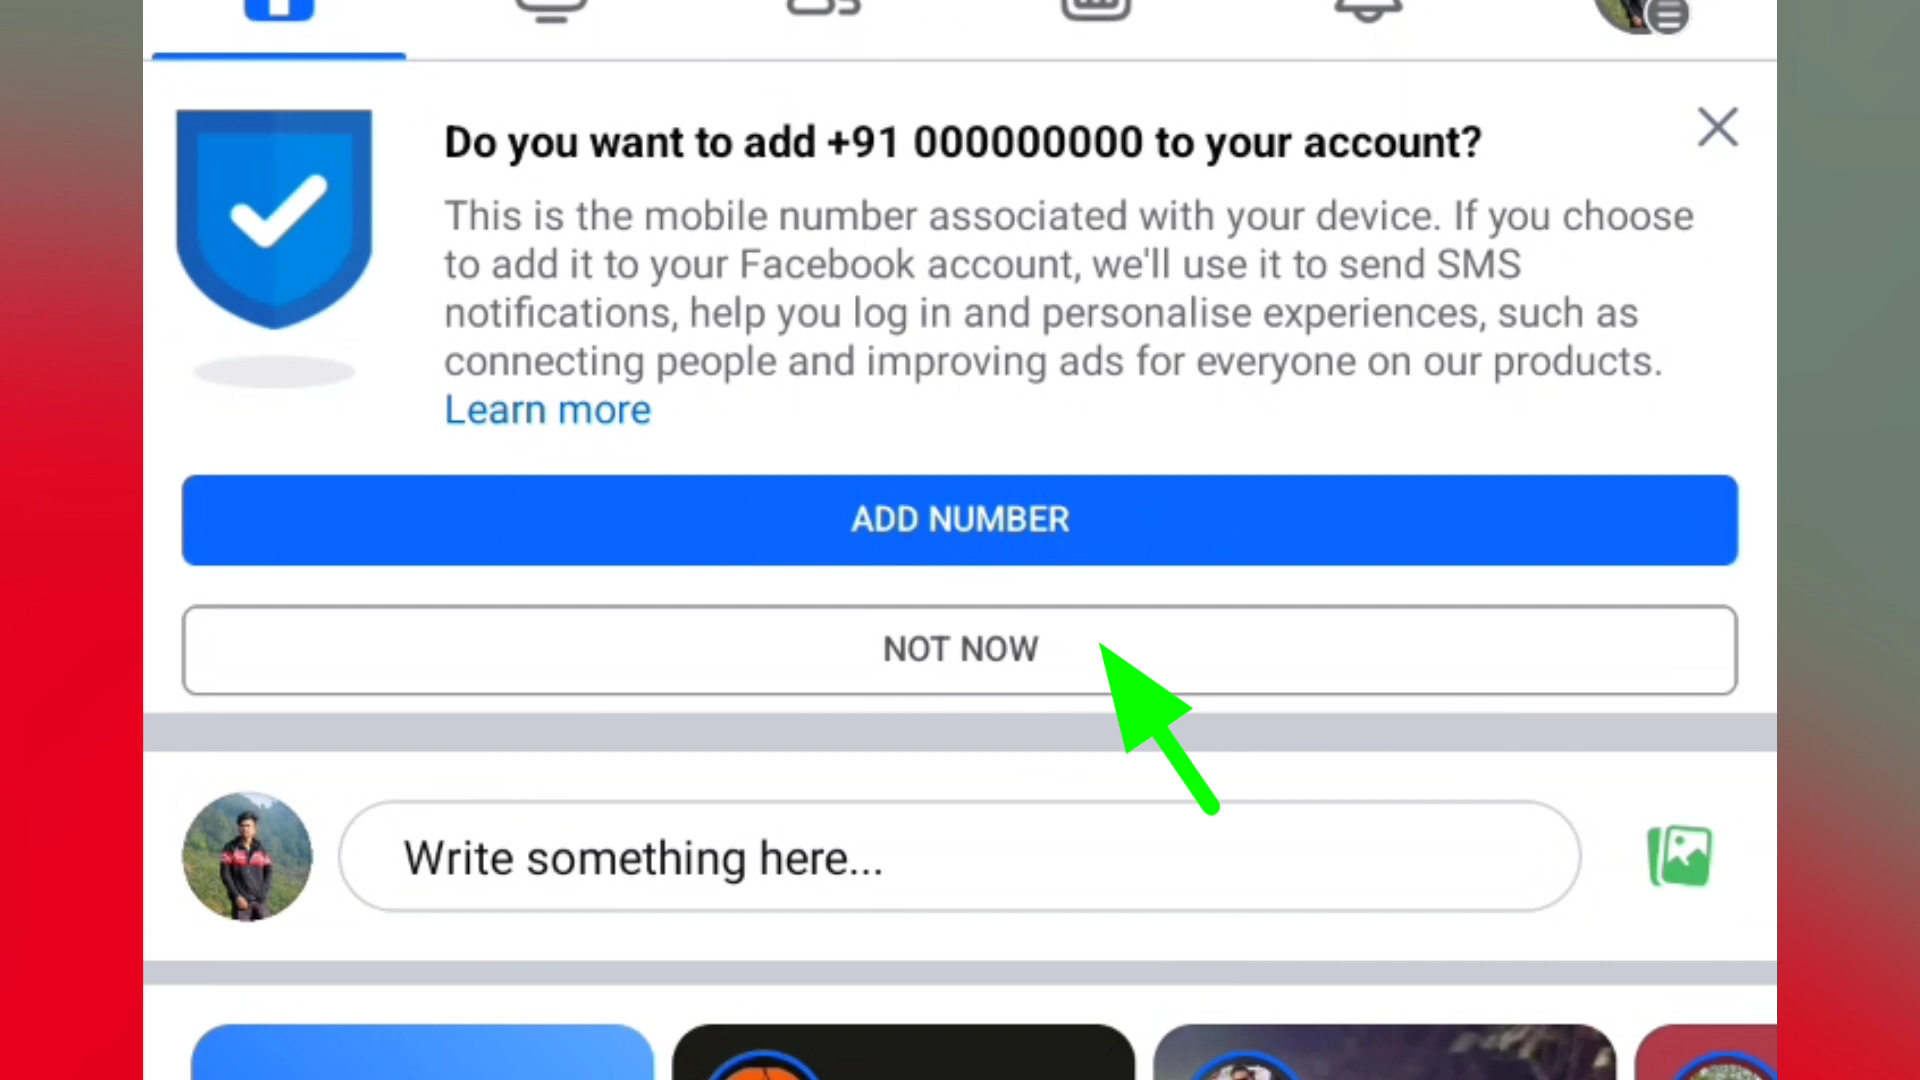 Do you want to add +91 000000000 to your account?
This is the mobile number associated with your device. If you choose
to add it to your Facebook account, we'll use it to send SMS
notifications, help you log in and personalise experiences, such as
connecting people and improving ads for everyone on our products.
Learn more
ADD NUMBER
NOT NOW
Write something here...